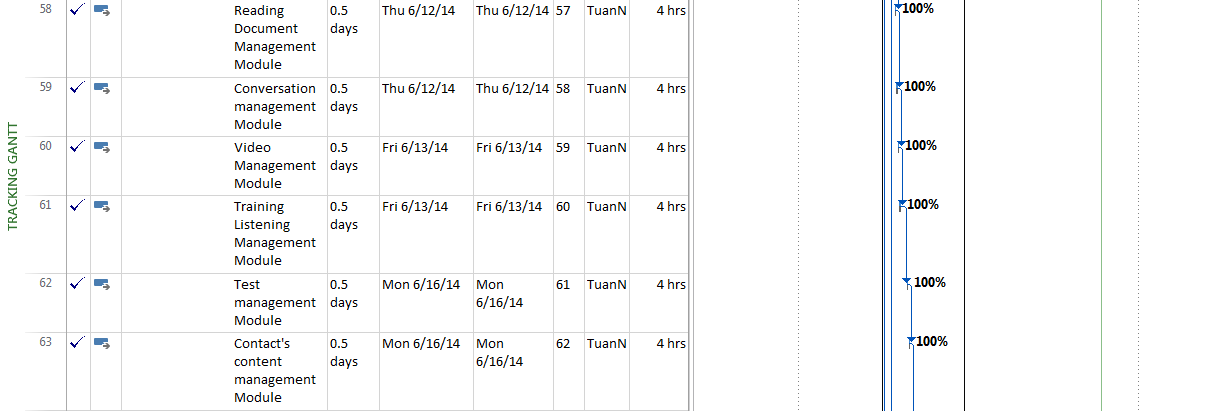 TRACKING GANTT
58 Reading 0.5 Thu 6/12/14 Thu 6/12/14 57 TuanN 4 hrs 100%
Document days
Management
Module
59 Conversation 0.5 Thu 6/12/14 Thu 6/12/14 58 TuanN 4 hrs 100%
management days
Module
60 Video 0.5 Fri 6/13/14 Fri 6/13/14 59 TuanN 4 hrs 100%
Management days
Module
61 Training 0.5 Fri 6/13/14 Fri 6/13/14 60 TuanN 4 hrs 100%
Listening days
Management
Module
62 Test 0.5 Mon 6/16/14 Mon 61 TuanN 4 hrs 100%
management days 6/16/14
Module
63 Contact's 0.5 Mon 6/16/14 Mon 62 TuanN 4 hrs 100%
content days 6/16/14
management
Module